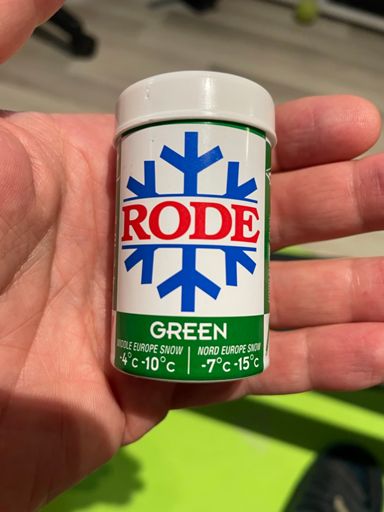 RODE
GREEN
MIDDLE EUROPE SNOW
-4°C -10°C
NORD EUROPE SNOW
-7°C -15°C